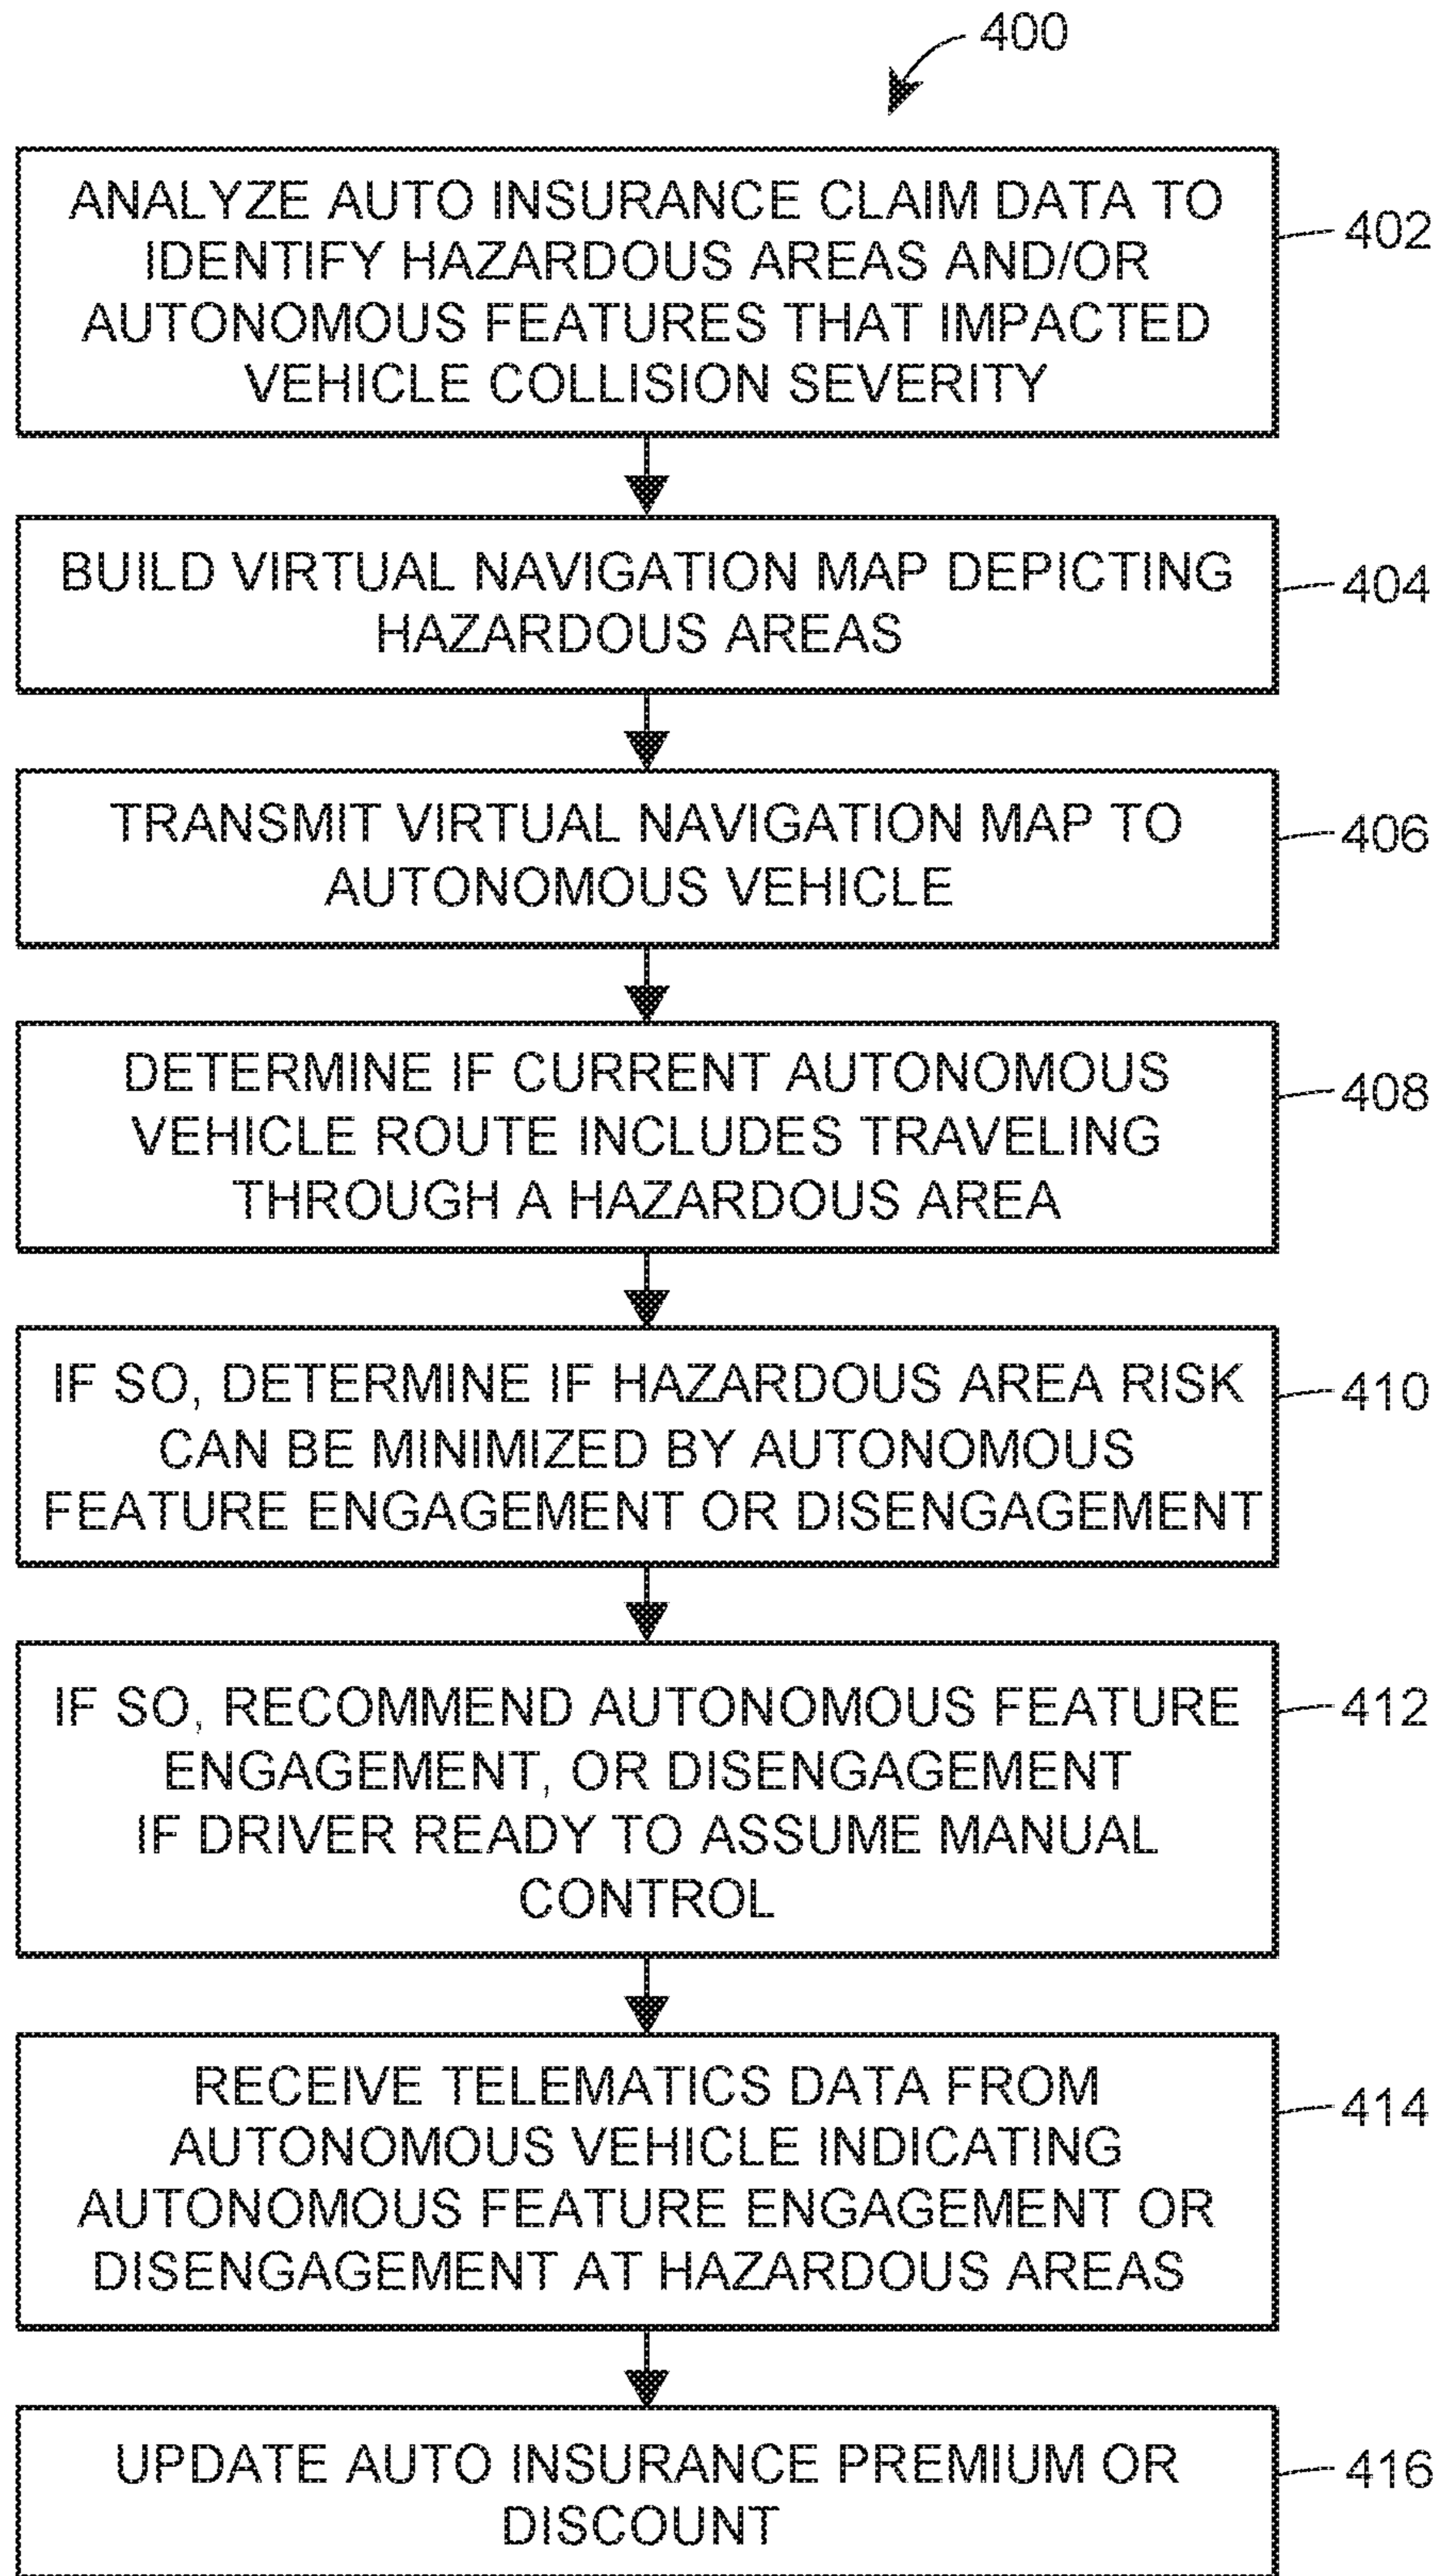 400
ANALYZE AUTO INSURANCE CLAIM DATA TO
IDENTIFY HAZARDOUS AREAS AND/OR
AUTONOMOUS FEATURES THAT IMPACTED
VEHICLE COLLISION SEVERITY
402
BUILD VIRTUAL NAVIGATION MAP DEPICTING
HAZARDOUS AREAS
404
TRANSMIT VIRTUAL NAVIGATION MAP TO
AUTONOMOUS VEHICLE
406
DETERMINE IF CURRENT AUTONOMOUS
VEHICLE ROUTE INCLUDES TRAVELING
THROUGH A HAZARDOUS AREA
408
IF SO, DETERMINE IF HAZARDOUS AREA RISK
CAN BE MINIMIZED BY AUTONOMOUS
FEATURE ENGAGEMENT OR DISENGAGEMENT
410
IF SO, RECOMMEND AUTONOMOUS FEATURE
ENGAGEMENT, OR DISENGAGEMENT
IF DRIVER READY TO ASSUME MANUAL
CONTROL
412
RECEIVE TELEMATICS DATA FROM
AUTONOMOUS VEHICLE INDICATING
AUTONOMOUS FEATURE ENGAGEMENT OR
DISENGAGEMENT AT HAZARDOUS AREAS
414
UPDATE AUTO INSURANCE PREMIUM OR
DISCOUNT
416